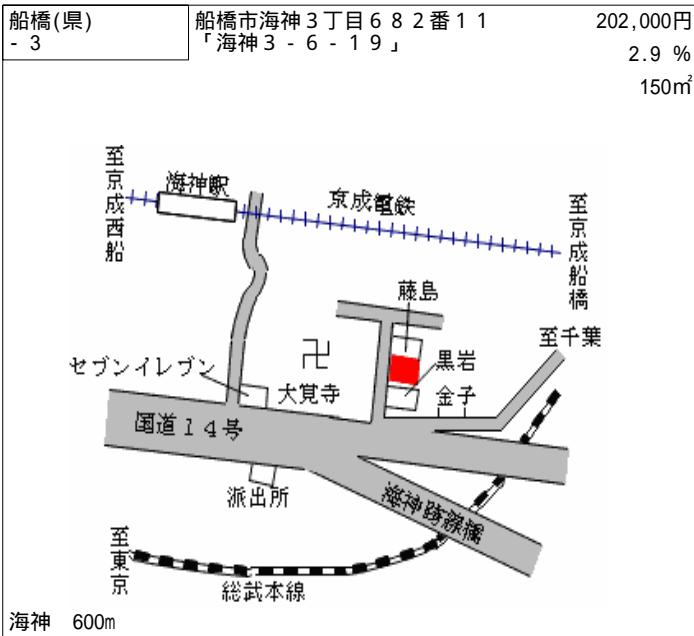 船橋(県)
- 3
船橋市海神３丁目６８２番１１
「海神３-６-１９」
202,000円
2.9 %
150㎡
至京成西船
海神駅
京成電鉄
至京成船橋
藤島
至千葉
黒岩
セブンイレブン
大覚寺
金子
国道１４号
派出所
海神跨線橋
至東京
総武本線
海神 600m